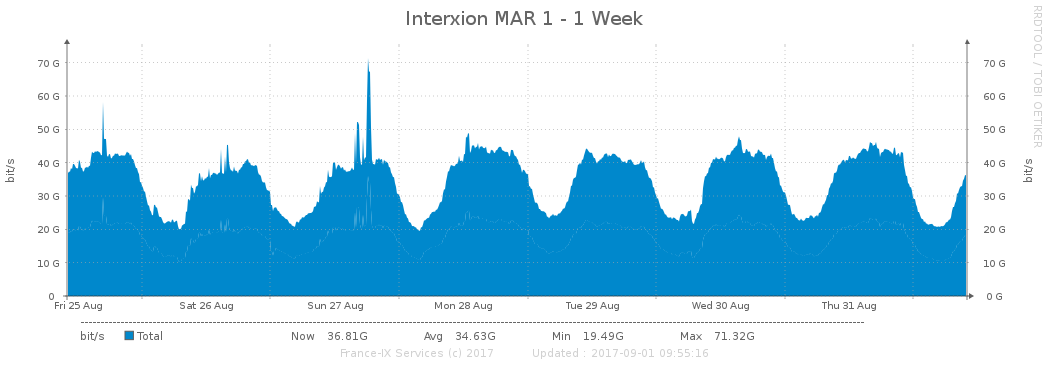 Interxion MAR 1 - 1 Week
RRDTOOL / TOBI OETIKER
bit/s
70 G
60 G
50 G
40 G
30 G
20 G
10 G
0
70 G
60 G
50 G
40 G
30 G
20 G
10 G
0 G
bit/s
Fri 25 Aug Sat 26 Aug Sun 27 Aug Mon 28 Aug Tue 29 Aug Wed 30 Aug Thu 31 Aug
bit/s Total Now 36.81G Avg 34.63G Min 19.49G Max 71.32G
France-IX Services (c) 2017 Updated : 2017-09-01 09:55:16